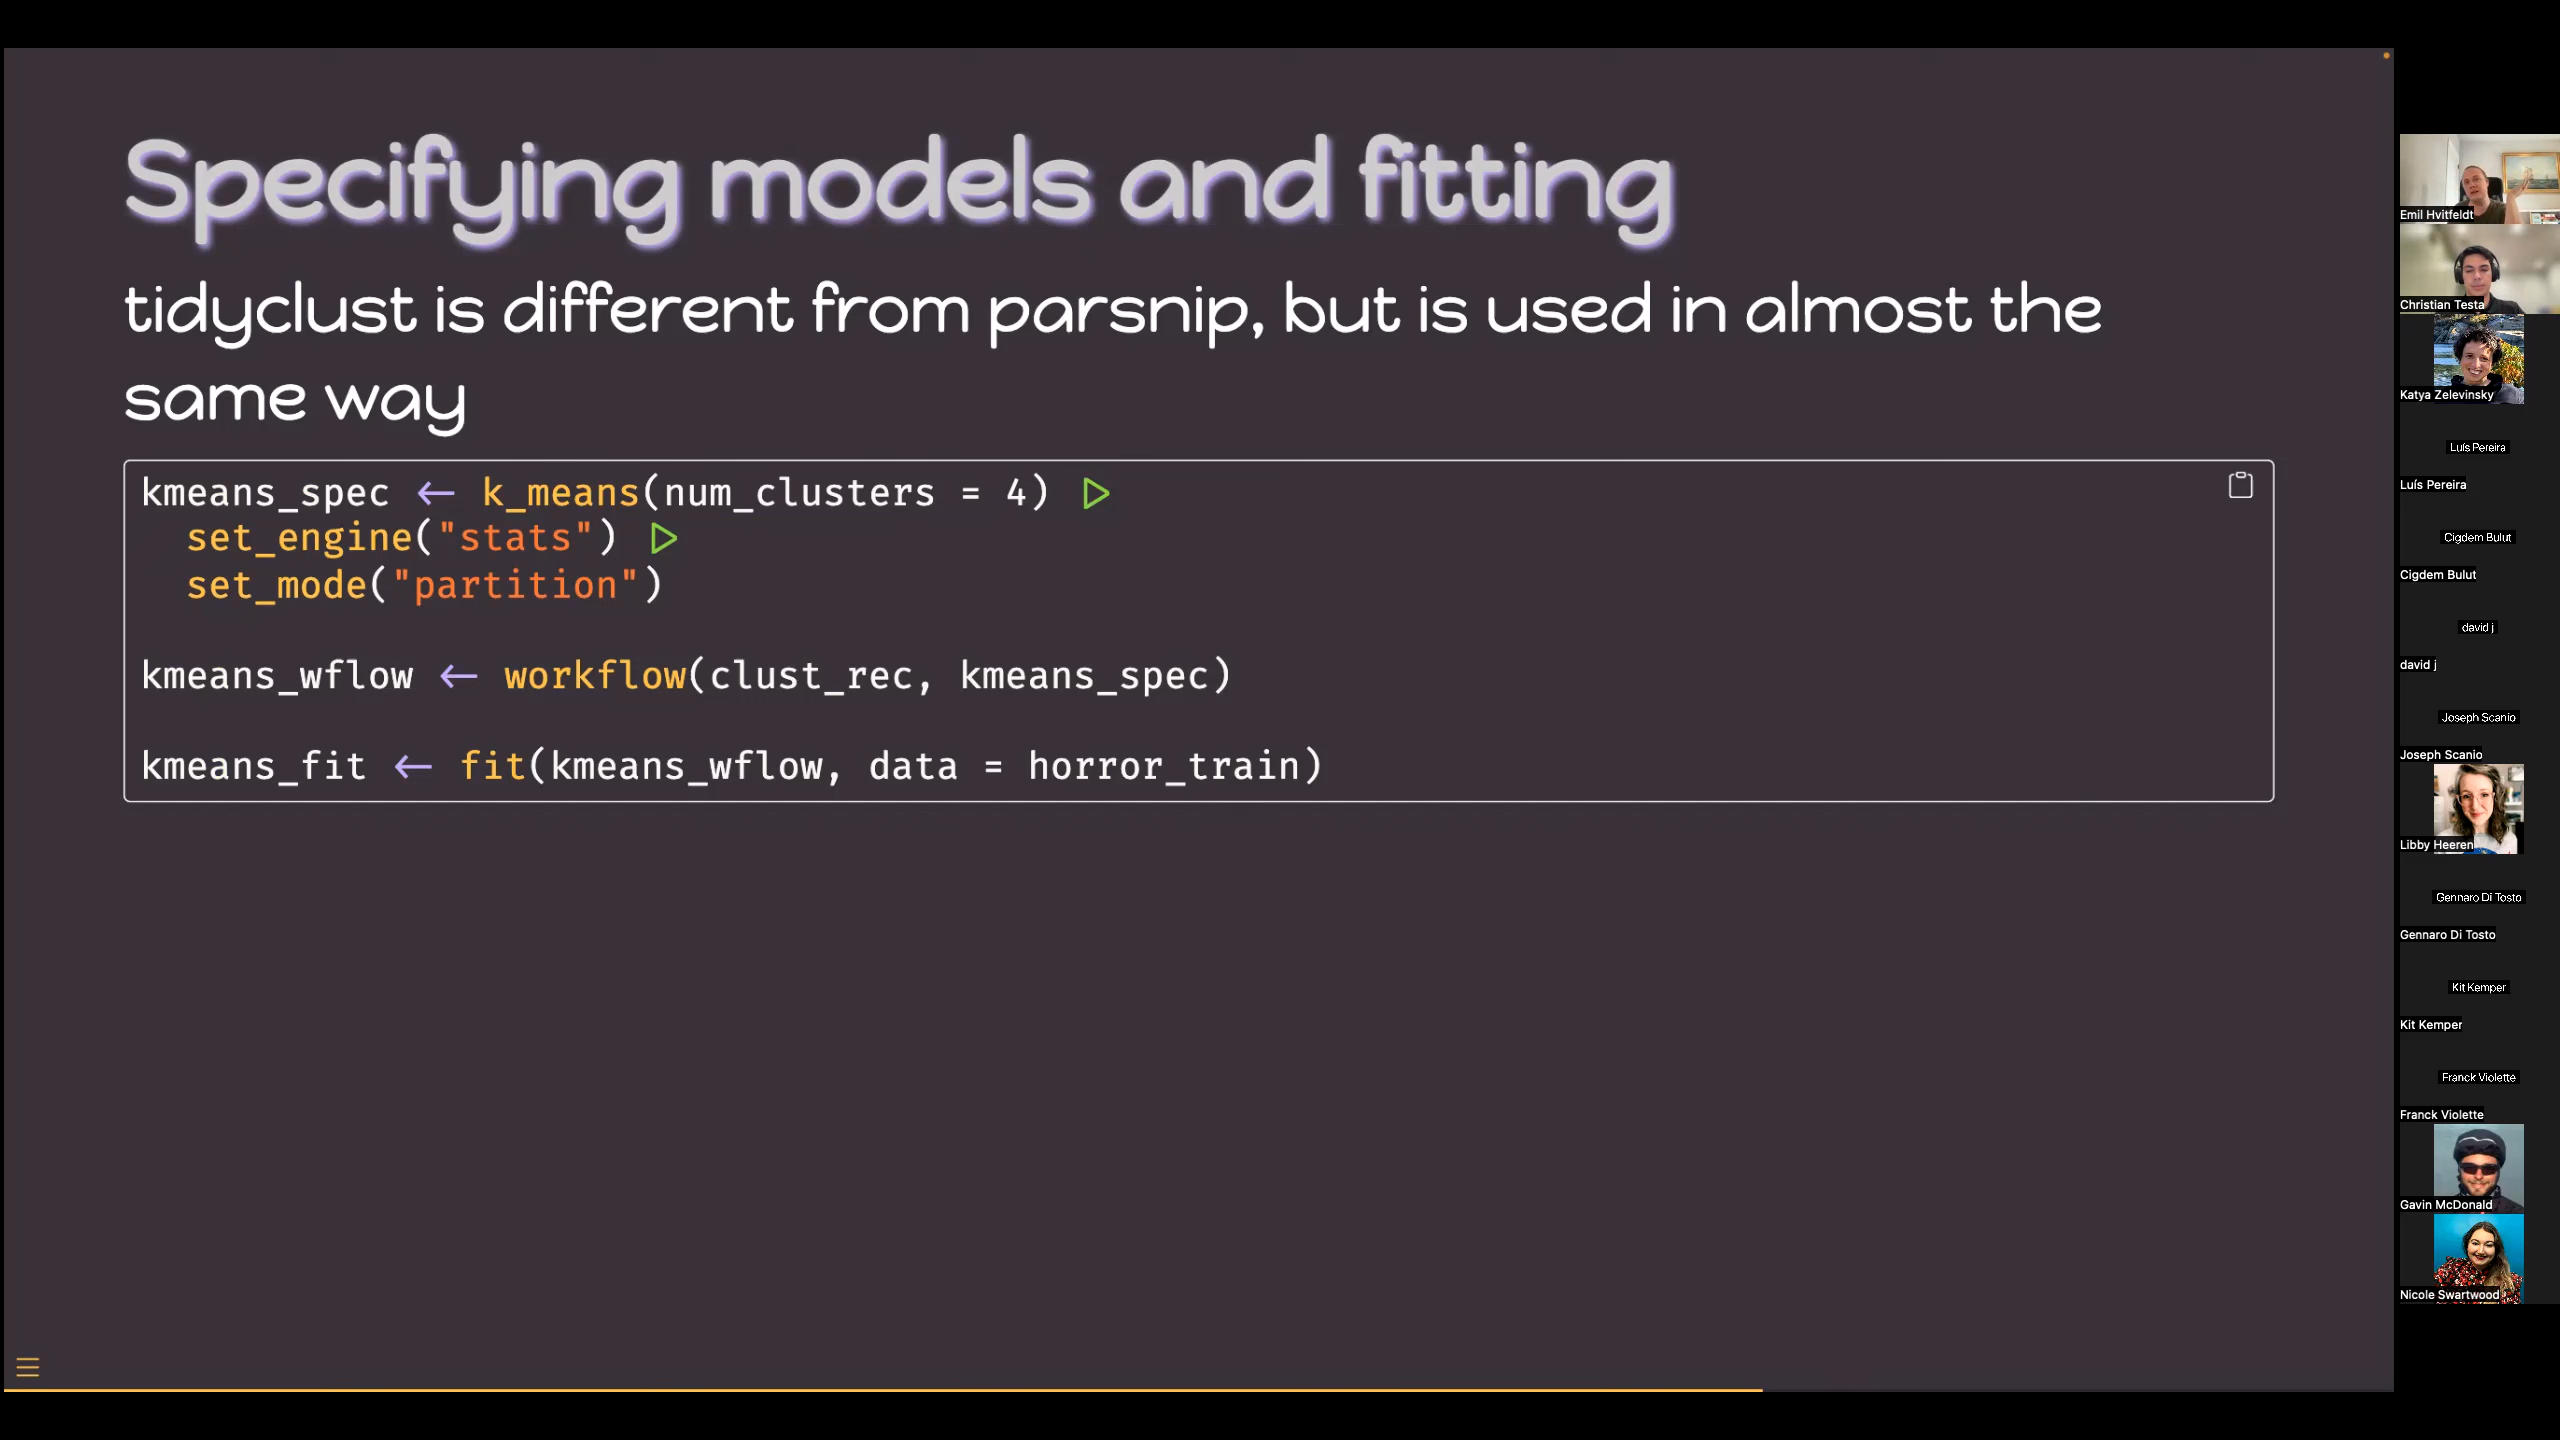 Specifying models and fitting
tidyclust is different from parsnip, but is used in almost the
same way
kmeans_spec <- k_means(num_clusters = 4) |>
  set_engine("stats") |>
  set_mode("partition")
kmeans_wflow <- workflow(clust_rec, kmeans_spec)
kmeans_fit <- fit(kmeans_wflow, data = horror_train)
Emil Hvitfeldt
Christian Testa
Katya Zelevinsky
Luís Pereira
Luís Pereira
Cigdem Bulut
Cigdem Bulut
david j
david j
Joseph Scanio
Joseph Scanio
Libby Heeren
Gennaro Di Tosto
Gennaro Di Tosto
Kit Kemper
Kit Kemper
Franck Violette
Franck Violette
Gavin McDonald
Nicole Swartwood